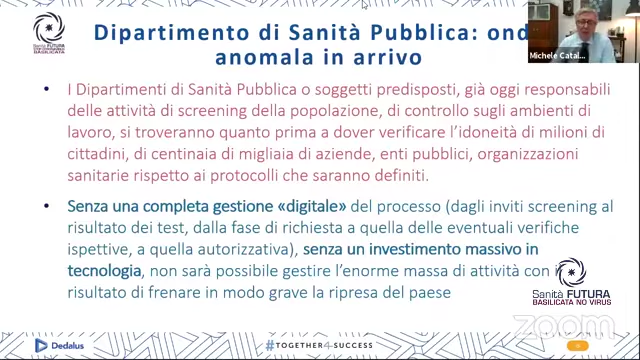 Dipartimento di Sanità Pubblica: ond
anomala in arrivo
Michele Catal...
Sanità FUTURA
BASILICATA
• I Dipartimenti di Sanità Pubblica o soggetti predisposti, già oggi responsabili
delle attività di screening della popolazione, di controllo sugli ambienti di
lavoro, si troveranno quanto prima a dover verificare l’idoneità di milioni di
cittadini, di centinaia di migliaia di aziende, enti pubblici, organizzazioni
sanitarie rispetto ai protocolli che saranno definiti.
• Senza una completa gestione «digitale» del processo (dagli inviti screening al
risultato dei test, dalla fase di richiesta a quella delle eventuali verifiche
ispettive, a quella autorizzativa), senza un investimento massivo in
tecnologia, non sarà possibile gestire l’enorme massa di attività con i
risultato di frenare in modo grave la ripresa del paese
Sanità FUTURA
BASILICATA NO VIRUS
zoom
Dedalus
#TOGETHER4SUCCESS